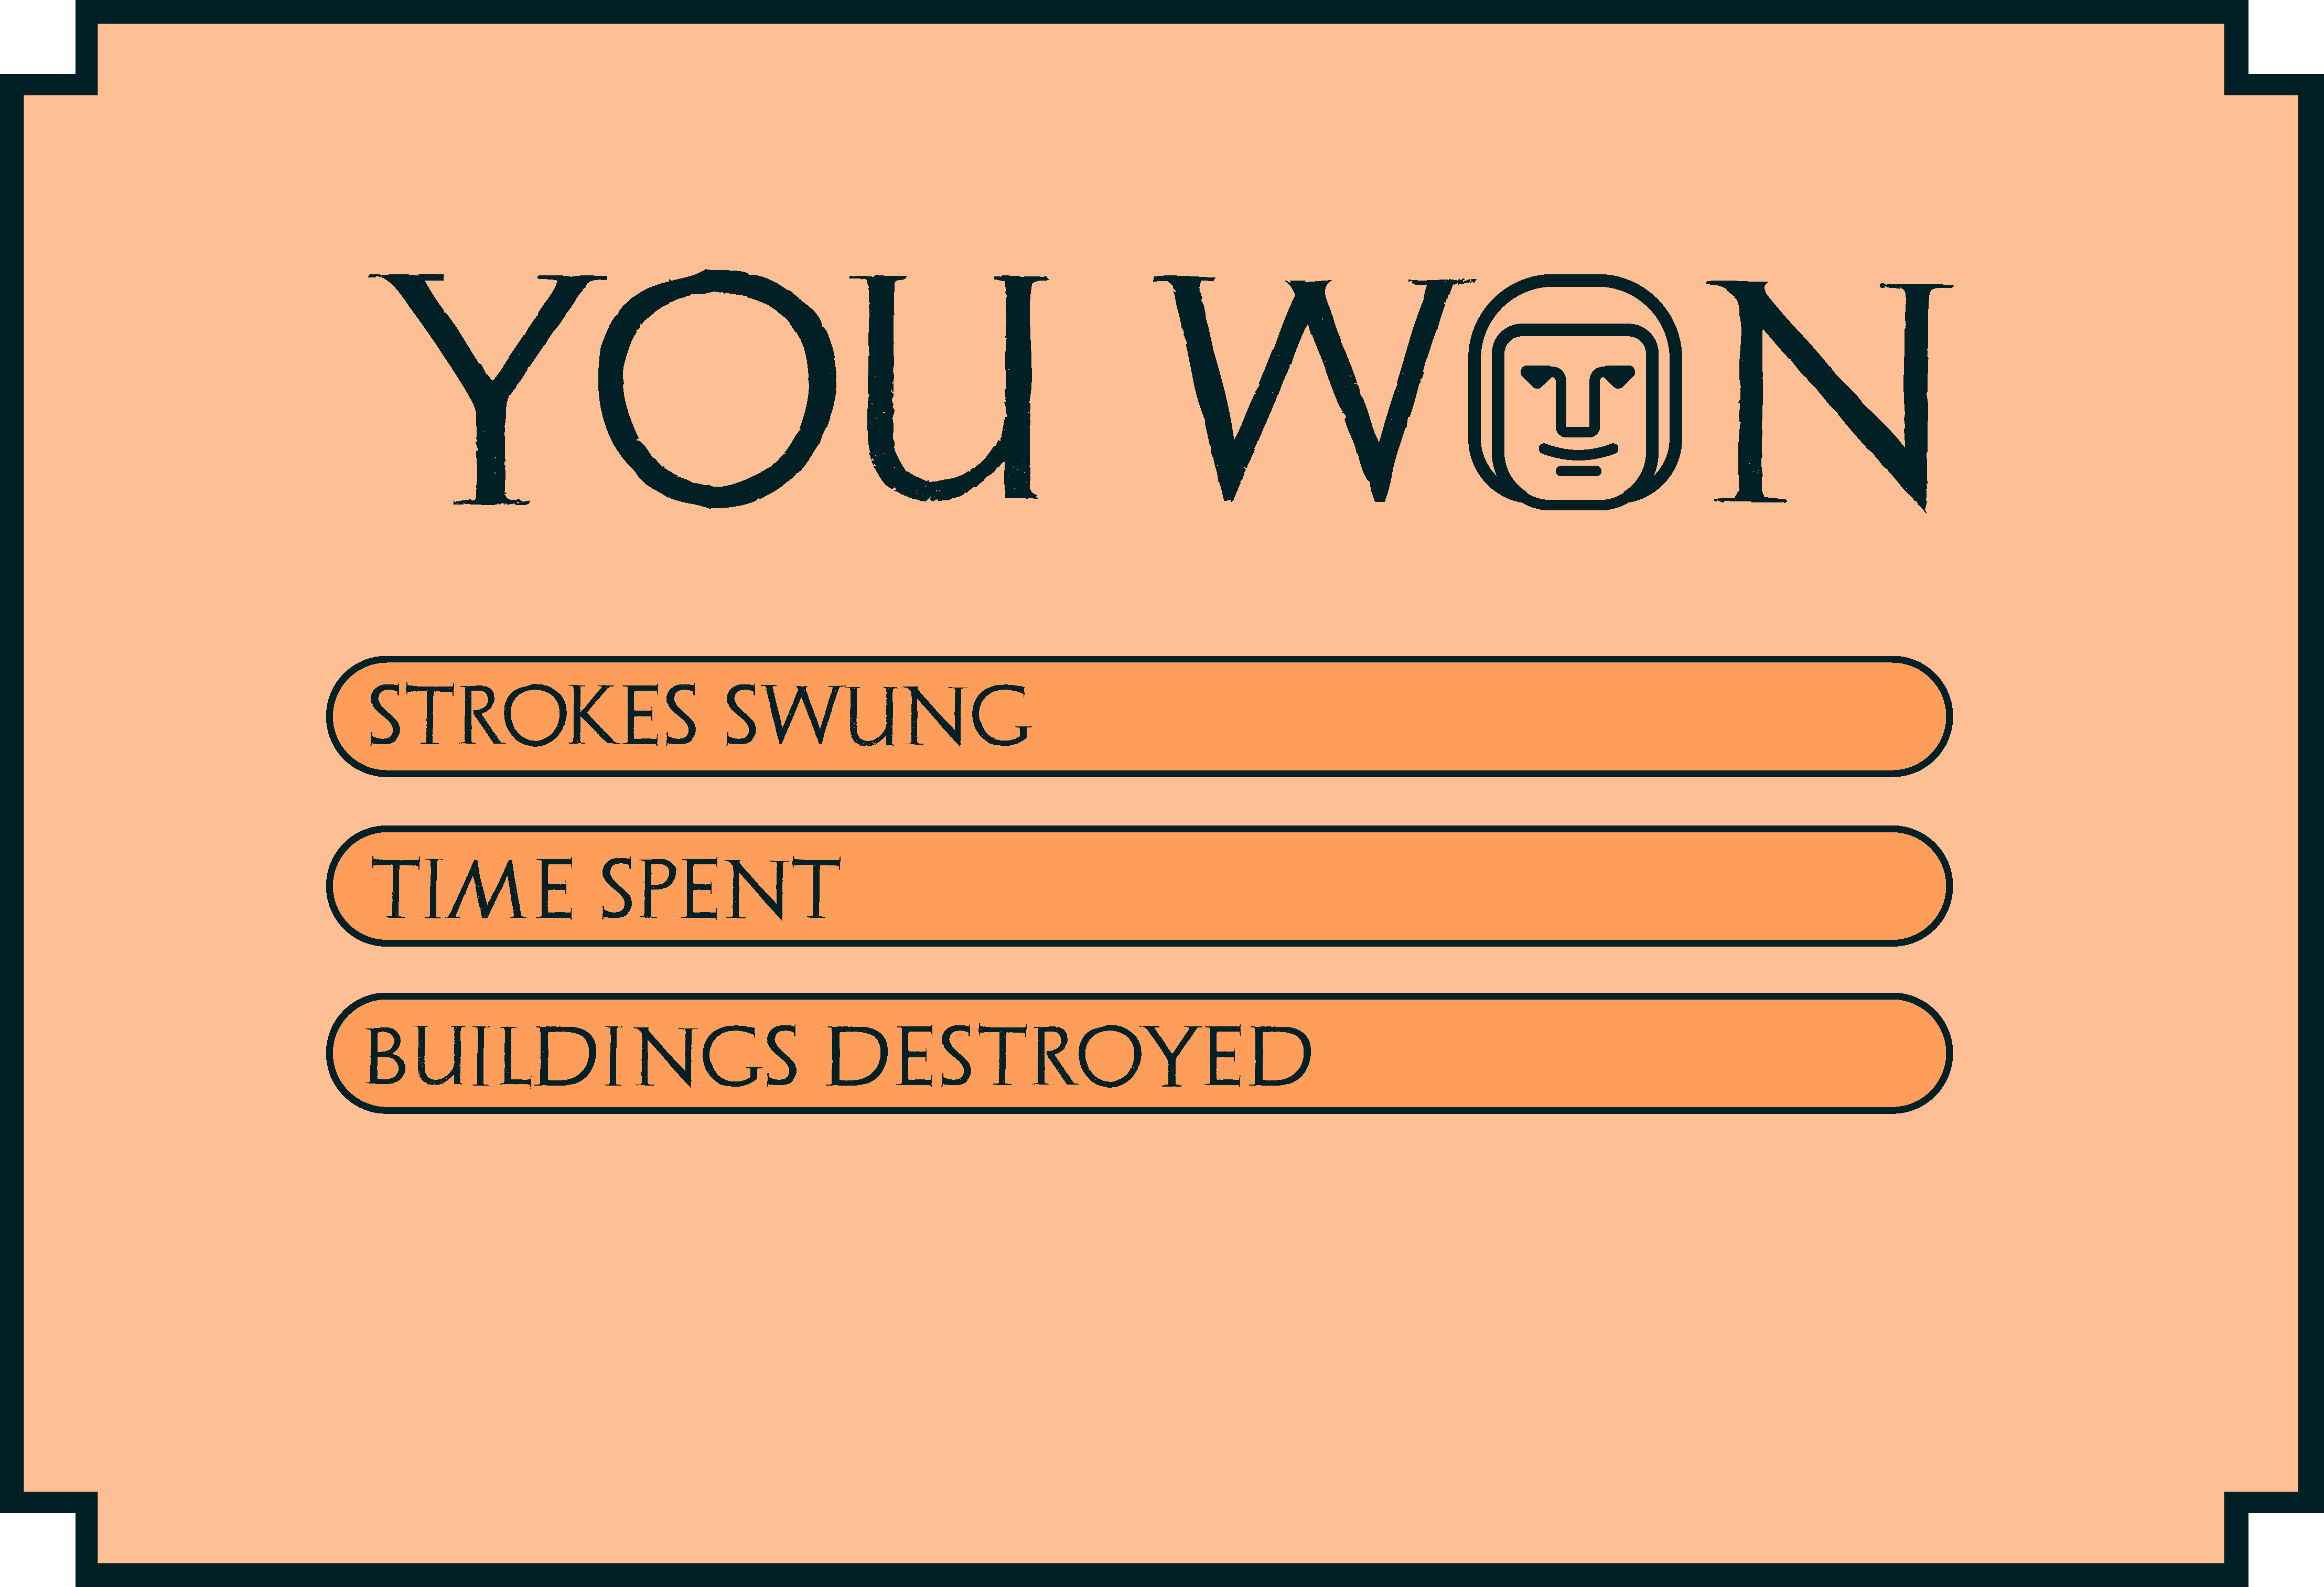 YOU WON
STROKES SWUNG
TIME SPENT
BUILDINGS DESTROYED